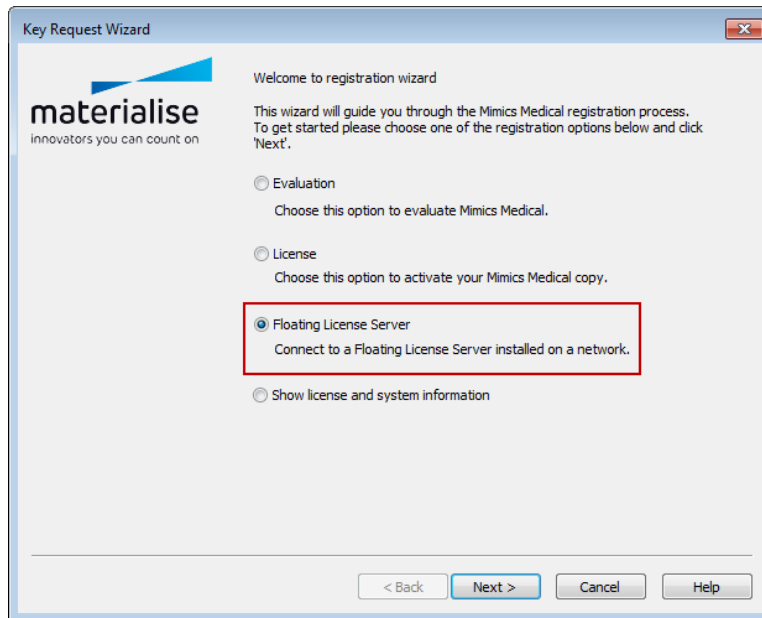 Key Request Wizard
materialise
innovators you can count on
Welcome to registration wizard
This wizard will guide you through the Mimics Medical registration process.
To get started please choose one of the registration options below and click
'Next'.
Evaluation
Choose this option to evaluate Mimics Medical.
License
Choose this option to activate your Mimics Medical copy.
Floating License Server
Connect to a Floating License Server installed on a network.
Show license and system information
< Back Next > Cancel Help